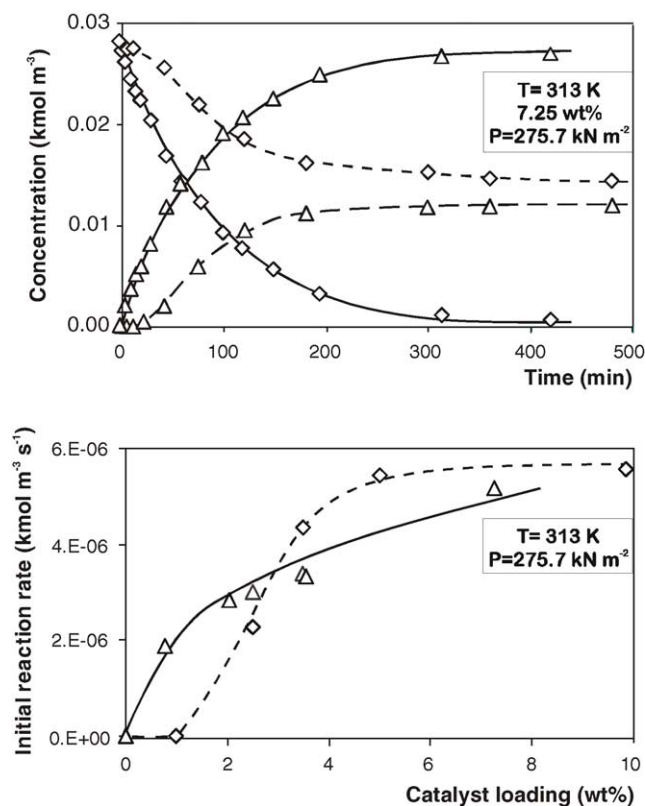 0.03
0.02
0.01
0.00
Concentration (kmol m⁻³)
T= 313 K
7.25 wt%
P=275.7 kN m⁻²
0 100 200 300 400 500
Time (min)
6.E-06
4.E-06
2.E-06
0.E+00
Initial reaction rate (kmol m⁻³ s⁻¹)
T= 313 K
P=275.7 kN m⁻²
0 2 4 6 8 10
Catalyst loading (wt%)